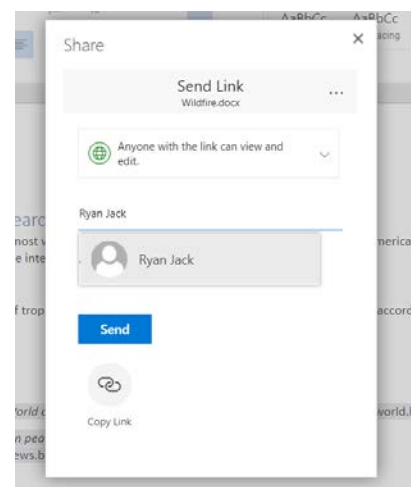 AaBbCc AaBbCc
Share
Send Link
Wildfire.docx
...
Anyone with the link can view and
edit.
Ryan Jack
Ryan Jack
Send
Copy Link